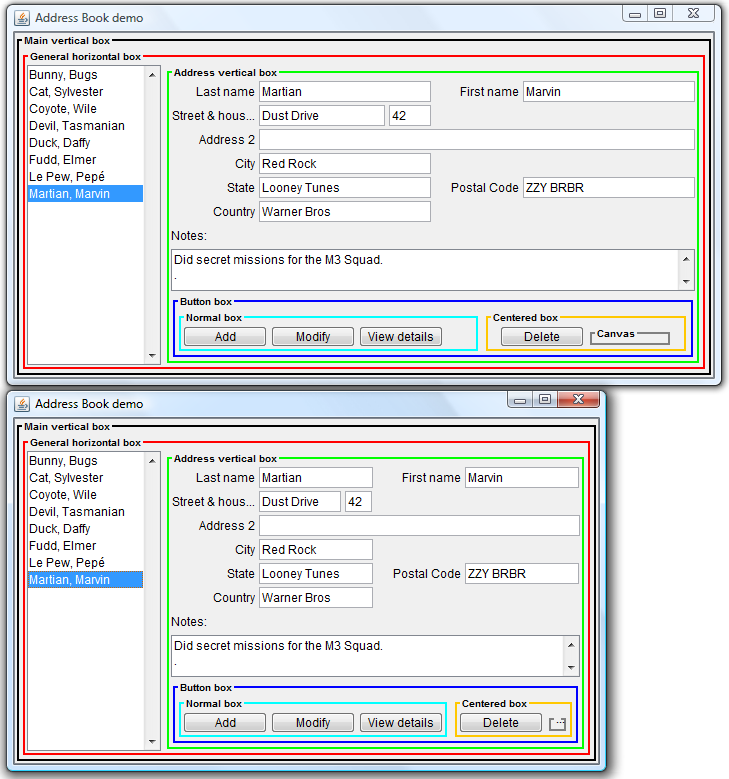 Address Book demo
Main vertical box
General horizontal box
Bunny, Bugs
Cat, Sylvester
Coyote, Wile
Devil, Tasmanian
Duck, Daffy
Fudd, Elmer
Le Pew, Pepé
Martian, Marvin
Address vertical box
Last name Martian First name Marvin
Street & hous... Dust Drive 42
Address 2
City Red Rock
State Looney Tunes Postal Code ZZY BRBR
Country Warner Bros
Notes:
Did secret missions for the M3 Squad.
.
Button box
Normal box Centered box
Add Modify View details Delete Canvas
Address Book demo
Main vertical box
General horizontal box
Bunny, Bugs
Cat, Sylvester
Coyote, Wile
Devil, Tasmanian
Duck, Daffy
Fudd, Elmer
Le Pew, Pepé
Martian, Marvin
Address vertical box
Last name Martian First name Marvin
Street & hous... Dust Drive 42
Address 2
City Red Rock
State Looney Tunes Postal Code ZZY BRBR
Country Warner Bros
Notes:
Did secret missions for the M3 Squad.
.
Button box
Normal box Centered box
Add Modify View details Delete ...